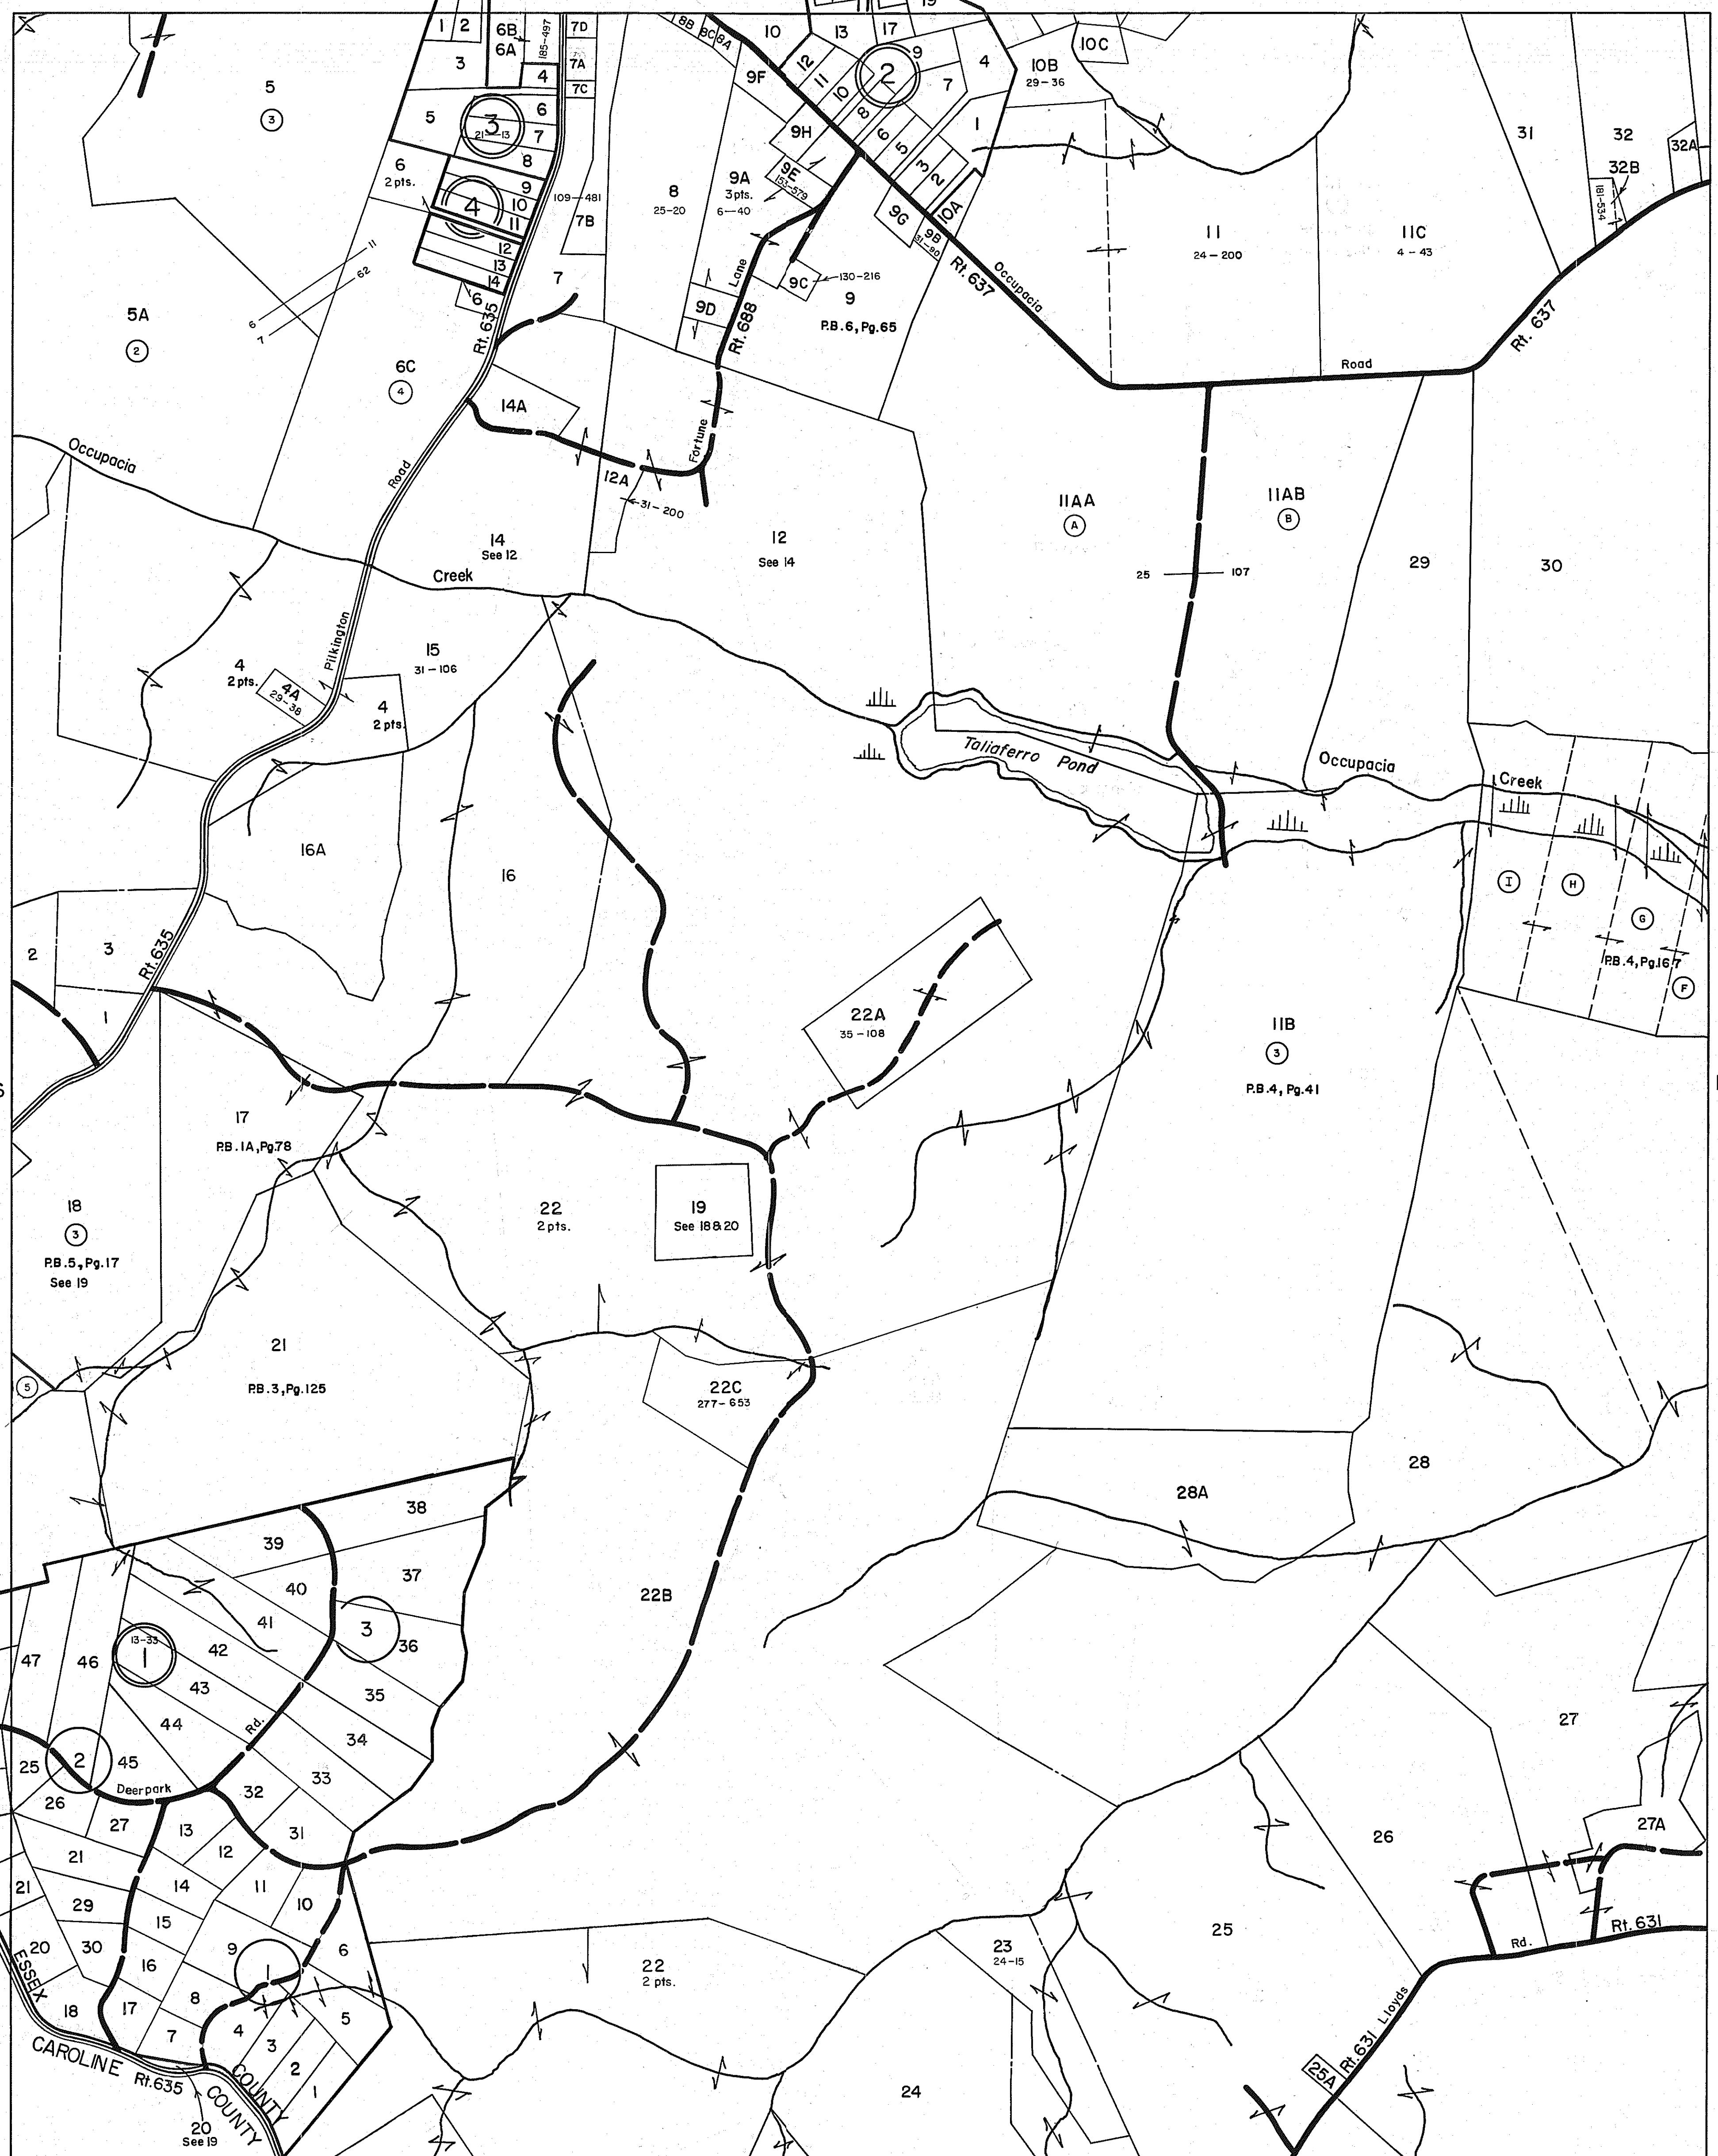 19
1
2
6B
6A
185-497
7D
7A
7C
8B
8C
8A
10
13
17
9
10C
3
4
9F
12
11
10
2
7
4
10B
29-36
5
3
5
3
21-13
6
7
8
8
9H
6
5
3
2
1
31
32
32A
32B
181-534
6
2 pts.
4
9
10
11
109-481
7B
8
25-20
9A
3 pts.
6-40
9E
153-579
9G
10A
9B
31-90
11
24-200
11C
4-43
12
13
14
6
7
11
62
6
7
5A
2
9C
130-216
9
P.B.6, Pg.65
9D
Lane
Rt. 688
Rt. 637
Occupacia
Road
Rt. 637
Rt. 635
6C
4
14A
Fortune
12A
31-200
Occupacia
Road
14
See 12
Creek
12
See 14
11AA
A
11AB
B
25
107
29
30
Pilkington
15
31-106
4
2 pts.
4A
29-38
4
2 pts.
Taliaferro Pond
Occupacia
Creek
16A
16
I
H
G
P.B.4, Pg.16.7
F
2
3
Rt. 635
1
22A
35-108
11B
3
P.B.4, Pg.41
17
P.B.1A, Pg.78
18
3
P.B.5, Pg.17
See 19
22
2 pts.
19
See 18&20
5
21
P.B.3, Pg.125
22C
277-653
28
28A
38
39
37
40
41
3
36
22B
47
46
13-33
1
42
43
35
44
Rd.
34
27
25
2
45
Deerpark
33
32
26
27
13
31
12
21
26
27A
14
11
21
29
15
10
25
Rt. 631
Rd.
20
30
16
9
1
6
22
2 pts.
23
24-15
ESSEX
18
17
8
7
4
3
5
2
1
CAROLINE
Rt.635
COUNTY
COUNTY
20
See 19
24
25A
Rt. 631
Lloyds